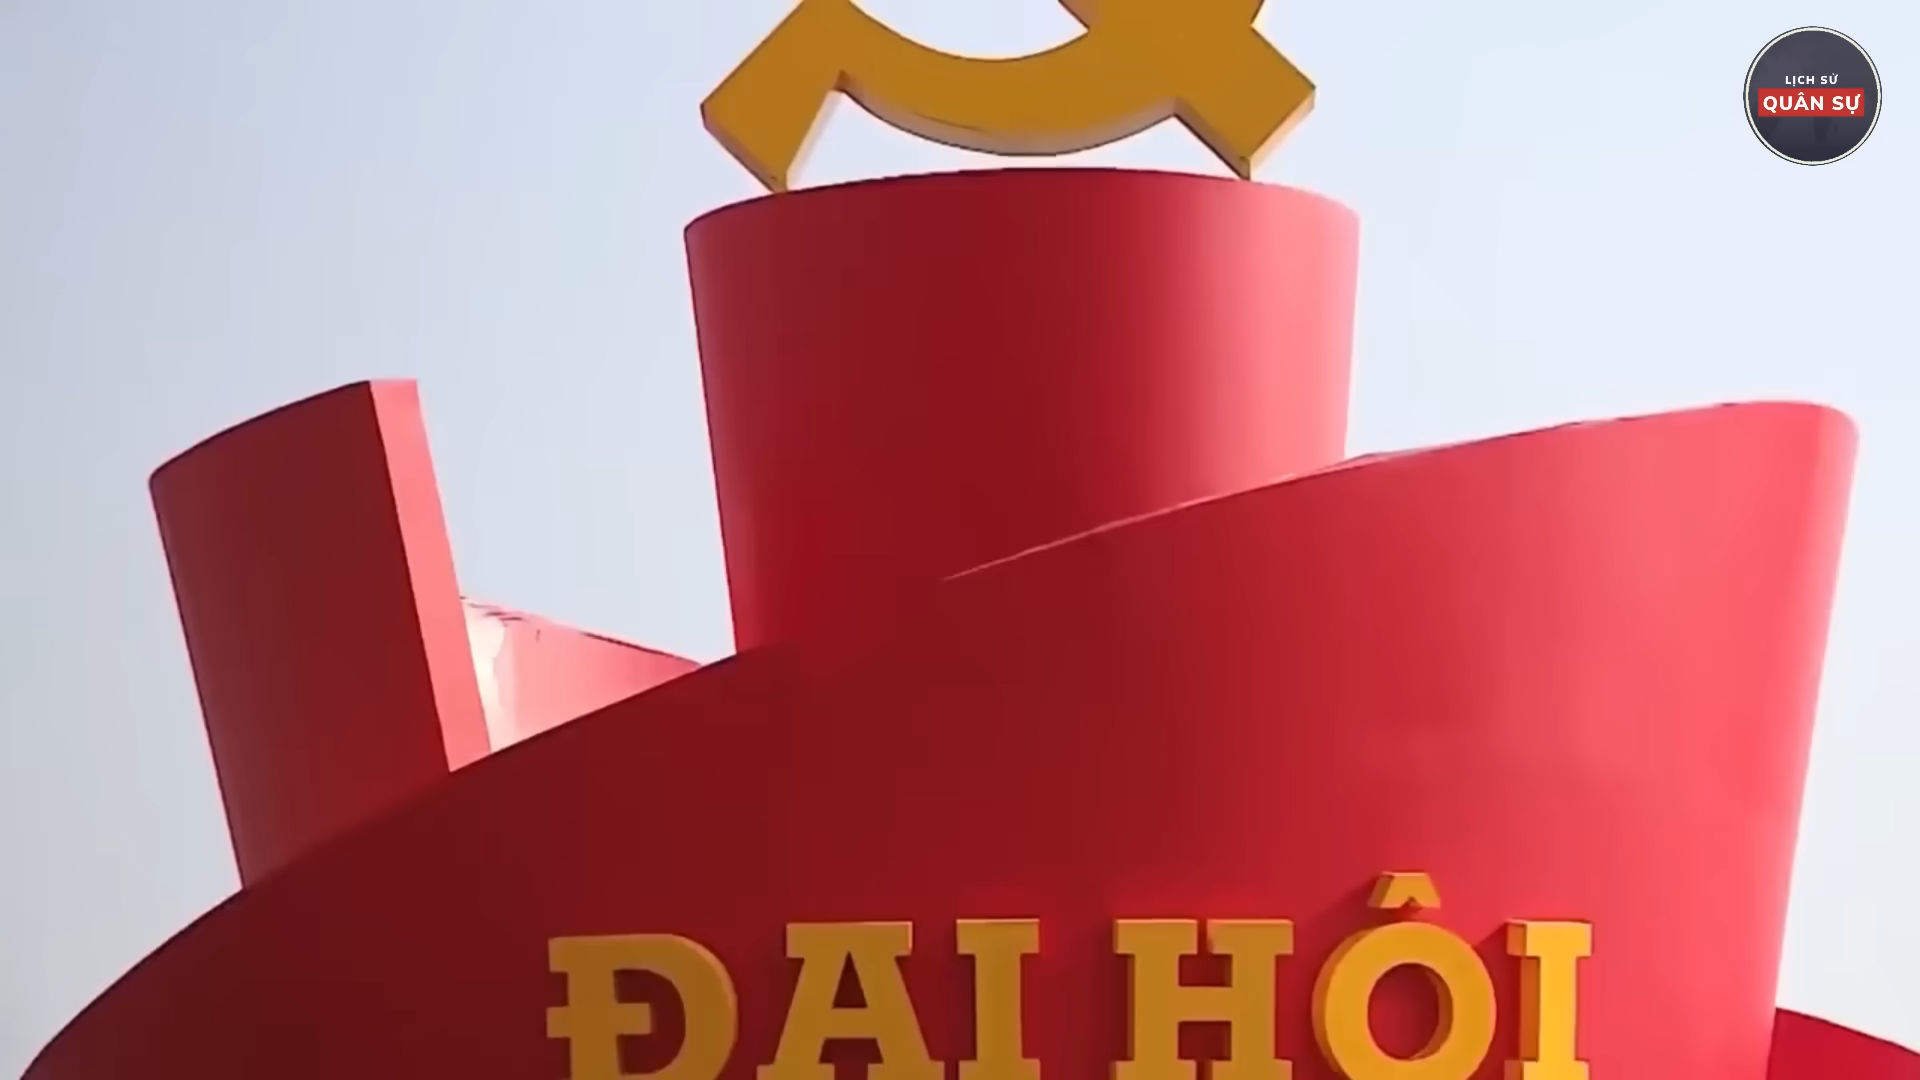 LỊCH SỬ
QUÂN SỰ
ĐẠI HỘI